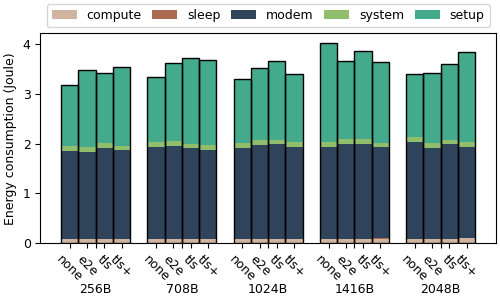 compute sleep modem system setup
Energy consumption (Joule)
4
3
2
1
0
none e2e tls tls+ none e2e tls tls+ none e2e tls tls+ none e2e tls tls+ none e2e tls tls+
256B 708B 1024B 1416B 2048B